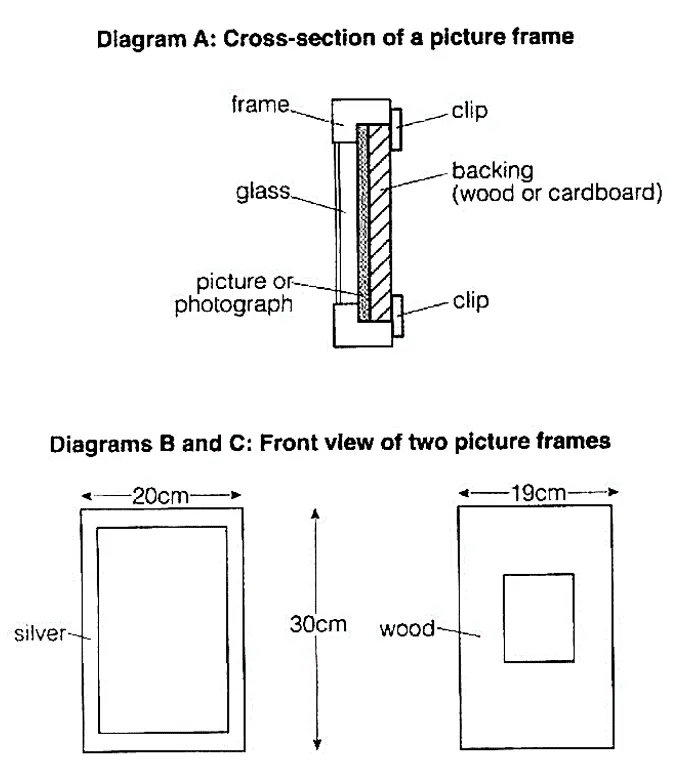 Diagram A: Cross-section of a picture frame
frame
clip
backing
(wood or cardboard)
glass
picture or
photograph
clip
Diagrams B and C: Front view of two picture frames
20cm
19cm
silver
30cm
wood